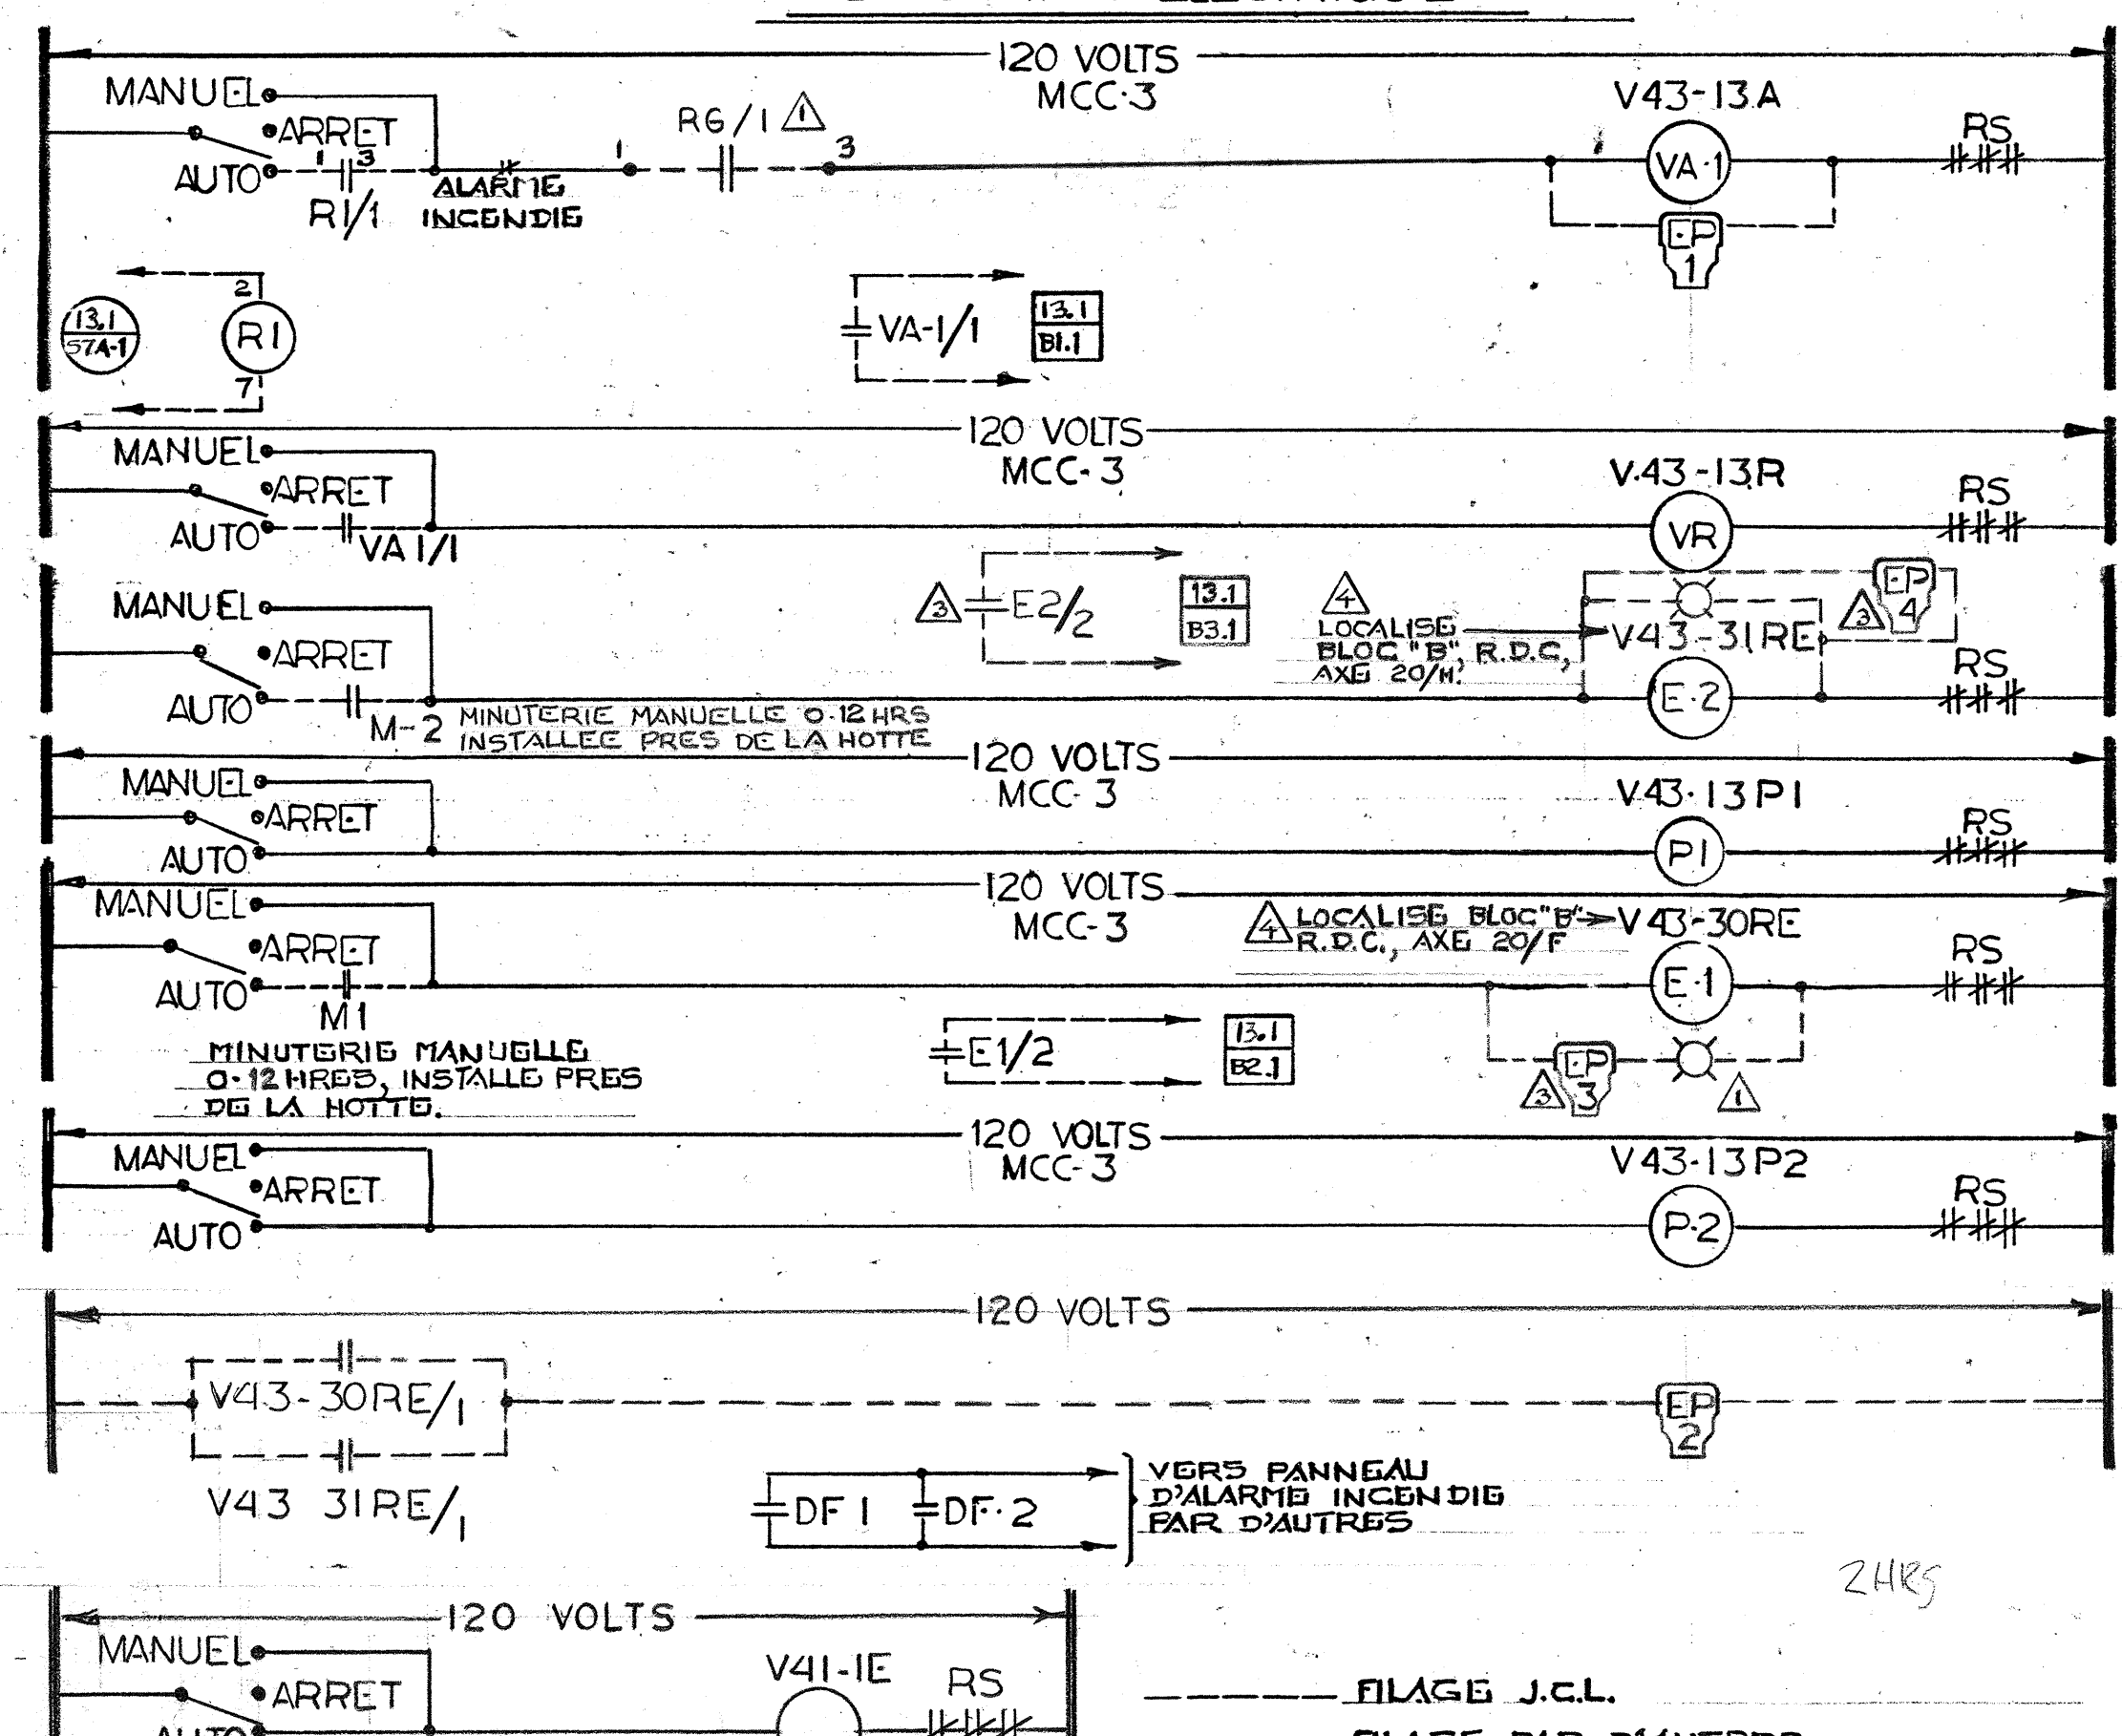 120 VOLTS
MCC-3
MANUEL
ARRET
AUTO
1 3
R1/1
ALARME
INCENDIE
1
R6/1 1
3
V43-13A
VA-1
RS
EP
1
13.1
57A-1
2
R1
7
VA-1/1
13.1
B1.1
120 VOLTS
MCC-3
MANUEL
ARRET
AUTO
VA1/1
V.43-13R
VR
RS
MANUEL
ARRET
AUTO
M-2
MINUTERIE MANUELLE 0-12 HRS
INSTALLEE PRES DE LA HOTTE
3 E2/2
13.1
B3.1
4
LOCALISE
BLOC "B", R.D.C,
AXE 20/H.
V43-31RE
3
EP
4
E-2
RS
120 VOLTS
MCC-3
MANUEL
ARRET
AUTO
V43-13P1
P1
RS
120 VOLTS
MCC-3
MANUEL
ARRET
AUTO
M1
MINUTERIE MANUELLE
0-12 HRES, INSTALLE PRES
DE LA HOTTE.
4 LOCALISE BLOC "B"
R.D.C., AXE 20/F
V43-30RE
E-1
RS
E1/2
13.1
B2.1
3
EP
3
1
120 VOLTS
MCC-3
MANUEL
ARRET
AUTO
V43-13P2
P-2
RS
120 VOLTS
V43-30RE/1
V43 31RE/1
EP
2
DF1 DF-2
VERS PANNEAU
D'ALARME INCENDIE
PAR D'AUTRES
2HRS
120 VOLTS
MANUEL
ARRET
AUTO
V41-1E
RS
FILAGE J.C.L.